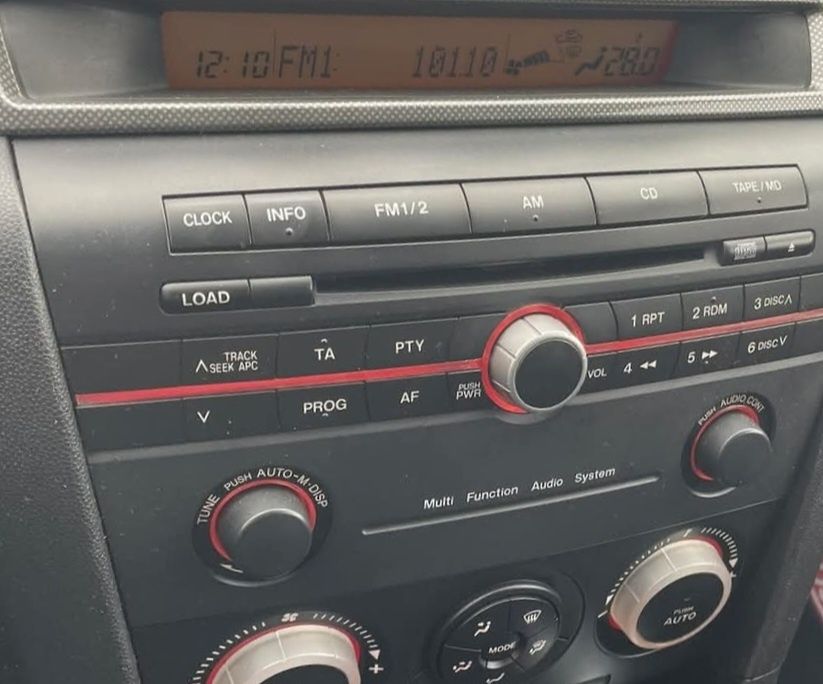 12:10 FM1: 101.10 28.0
CLOCK INFO FM1/2 AM CD TAPE / MD
LOAD
TRACK
SEEK APC TA PTY 1 RPT 2 RDM 3 DISC
PROG AF PUSH
PWR VOL 4 5 6 DISC
TUNE PUSH AUTO-M·DISP
PUSH AUDIO CONT
Multi Function Audio System
MODE
PUSH
AUTO